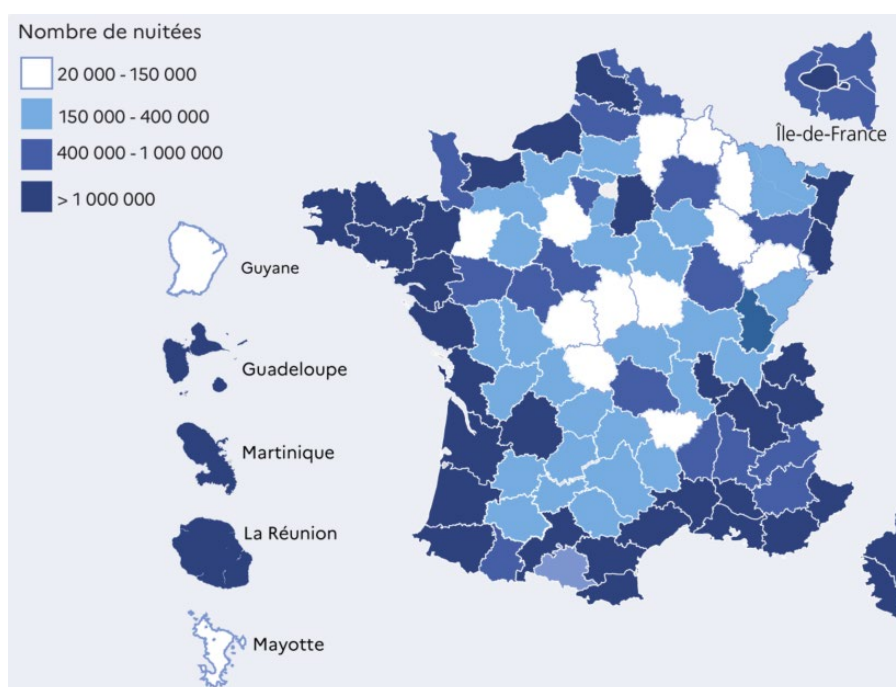 Nombre de nuitées
20 000 - 150 000
150 000 - 400 000
400 000 - 1 000 000
> 1 000 000
Île-de-France
Guyane
Guadeloupe
Martinique
La Réunion
Mayotte